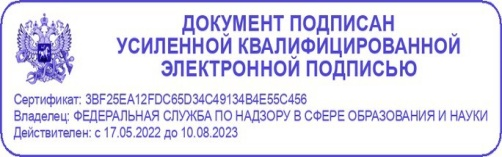 ДОКУМЕНТ ПОДПИСАН
УСИЛЕННОЙ КВАЛИФИЦИРОВАННОЙ
ЭЛЕКТРОННОЙ ПОДПИСЬЮ
Сертификат: 3BF25EA12FDC65D34C49134B4E55C456
Владелец: ФЕДЕРАЛЬНАЯ СЛУЖБА ПО НАДЗОРУ В СФЕРЕ ОБРАЗОВАНИЯ И НАУКИ
Действителен: с 17.05.2022 до 10.08.2023